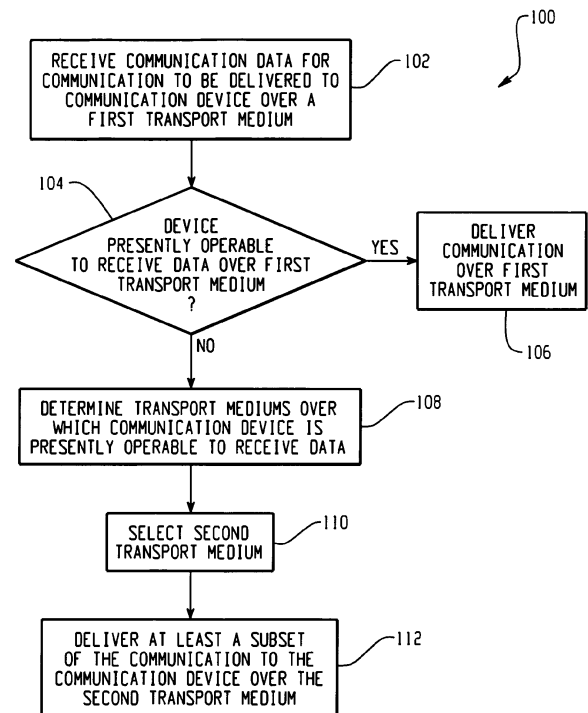 100
RECEIVE COMMUNICATION DATA FOR
COMMUNICATION TO BE DELIVERED TO
COMMUNICATION DEVICE OVER A
FIRST TRANSPORT MEDIUM
102
104
DEVICE
PRESENTLY OPERABLE
TO RECEIVE DATA OVER FIRST
TRANSPORT MEDIUM
?
YES
DELIVER
COMMUNICATION
OVER FIRST
TRANSPORT MEDIUM
106
NO
DETERMINE TRANSPORT MEDIUMS OVER
WHICH COMMUNICATION DEVICE IS
PRESENTLY OPERABLE TO RECEIVE DATA
108
SELECT SECOND
TRANSPORT MEDIUM
110
DELIVER AT LEAST A SUBSET
OF THE COMMUNICATION TO THE
COMMUNICATION DEVICE OVER THE
SECOND TRANSPORT MEDIUM
112